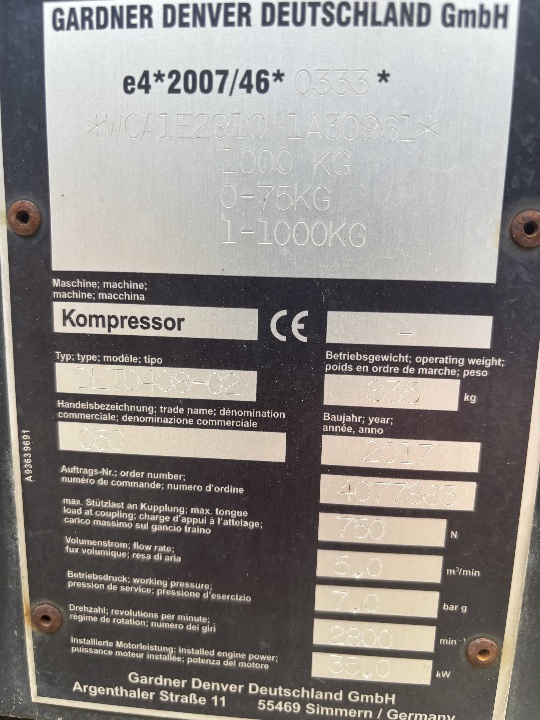 GARDNER DENVER DEUTSCHLAND GmbH
e4*2007/46* 0333 *
*WCA1E2910H1A30961*
1000 KG
0-75KG
1-1000KG
Maschine; machine;
machine; macchina
Kompressor CE -
Typ; type; modèle; tipo
Betriebsgewicht; operating weight;
poids en ordre de marche; peso
kg
Handelsbezeichnung; trade name; dénomination
commerciale; denominazione commerciale
Baujahr; year;
année, anno
2017
A93639691
Auftrags-Nr.; order number;
numéro de commande; numero d'ordine
4077663
max. Stützlast an Kupplung; max. tongue
load at coupling; charge d'appui à l'attelage;
carico massimo sul gancio traino
750 N
Volumenstrom; flow rate;
fux volumique; resa di aria
5.0 m³/min
Betriebsdruck; working pressure;
pression de service; pressione d'esercizio
7.0 bar g
Drehzahl; revolutions per minute;
régime de rotation; numero dei giri
2800 min⁻¹
Installierte Motorleistung; installed engine power;
puissance moteur installée; potenza del motore
35.0 kW
Gardner Denver Deutschland GmbH
Argenthaler Straße 11 55469 Simmern / Germany